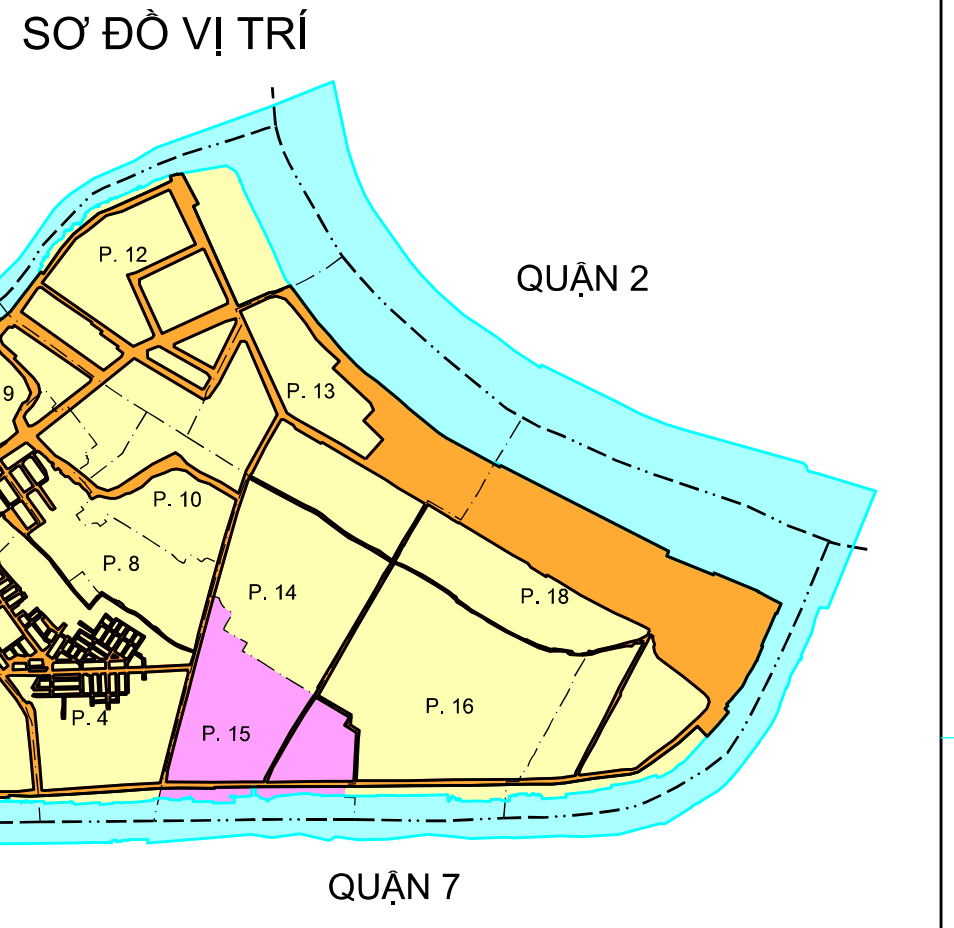 SƠ ĐỒ VỊ TRÍ
P. 12
QUẬN 2
9
P. 13
P. 10
P. 8
P. 14
P. 18
P. 4
P. 15
P. 16
QUẬN 7